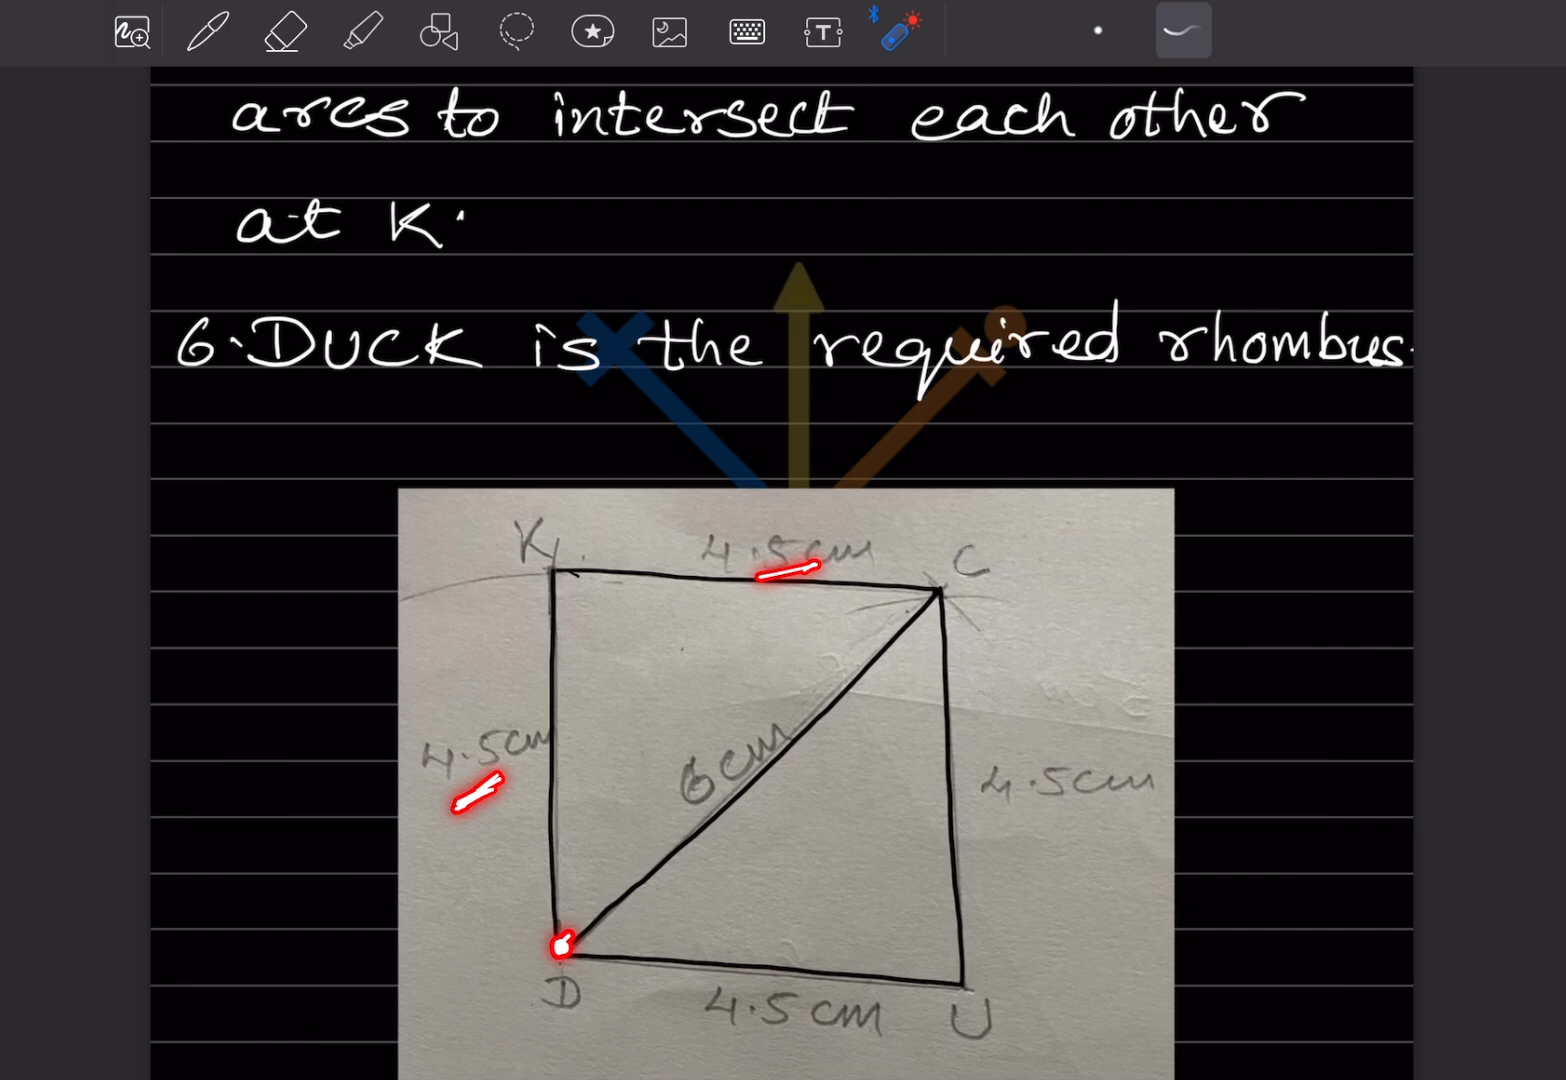 arcs to intersect each other
at K.
6. DUCK is the required rhombus.
K 4.5cm C
4.5cm 6cm 4.5cm
D 4.5 cm U